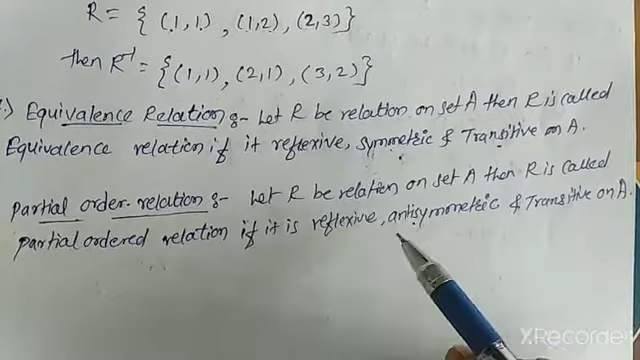 R = { (1,1) , (1,2) , (2,3) }
then R⁻¹ = { (1,1) , (2,1) , (3,2) }
.) Equivalence Relation :- Let R be relation on set A then R is called
Equivalence relation if it reflexive, Symmetric & Transitive on A.
Partial order relation :- Let R be relation on set A then R is called
partial ordered relation if it is reflexive, antisymmetric & Transitive on A.
XRecorder